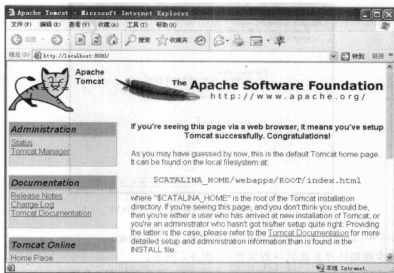 Apache Tomcat - Microsoft Internet Explorer
文件(F) 编辑(E) 查看(V) 收藏(A) 工具(T) 帮助(H)
搜索 收藏夹
地址(D) http://localhost:8080/ 转到 链接 »
Apache
Tomcat
The Apache Software Foundation
http://www.apache.org/
Administration
Status
Tomcat Manager
Documentation
Release Notes
Change Log
Tomcat Documentation
Tomcat Online
Home Page
If you're seeing this page via a web browser, it means you've setup
Tomcat successfully. Congratulations!
As you may have guessed by now, this is the default Tomcat home page.
It can be found on the local filesystem at:
$CATALINA_HOME/webapps/ROOT/index.html
where "$CATALINA_HOME" is the root of the Tomcat installation
directory. If you're seeing this page, and you don't think you should be,
then you're either a user who has arrived at new installation of Tomcat, or
you're an administrator who hasn't got his/her setup quite right. Providing
the latter is the case, please refer to the Tomcat Documentation for more
detailed setup and administration information than is found in the
INSTALL file.
本地 Intranet